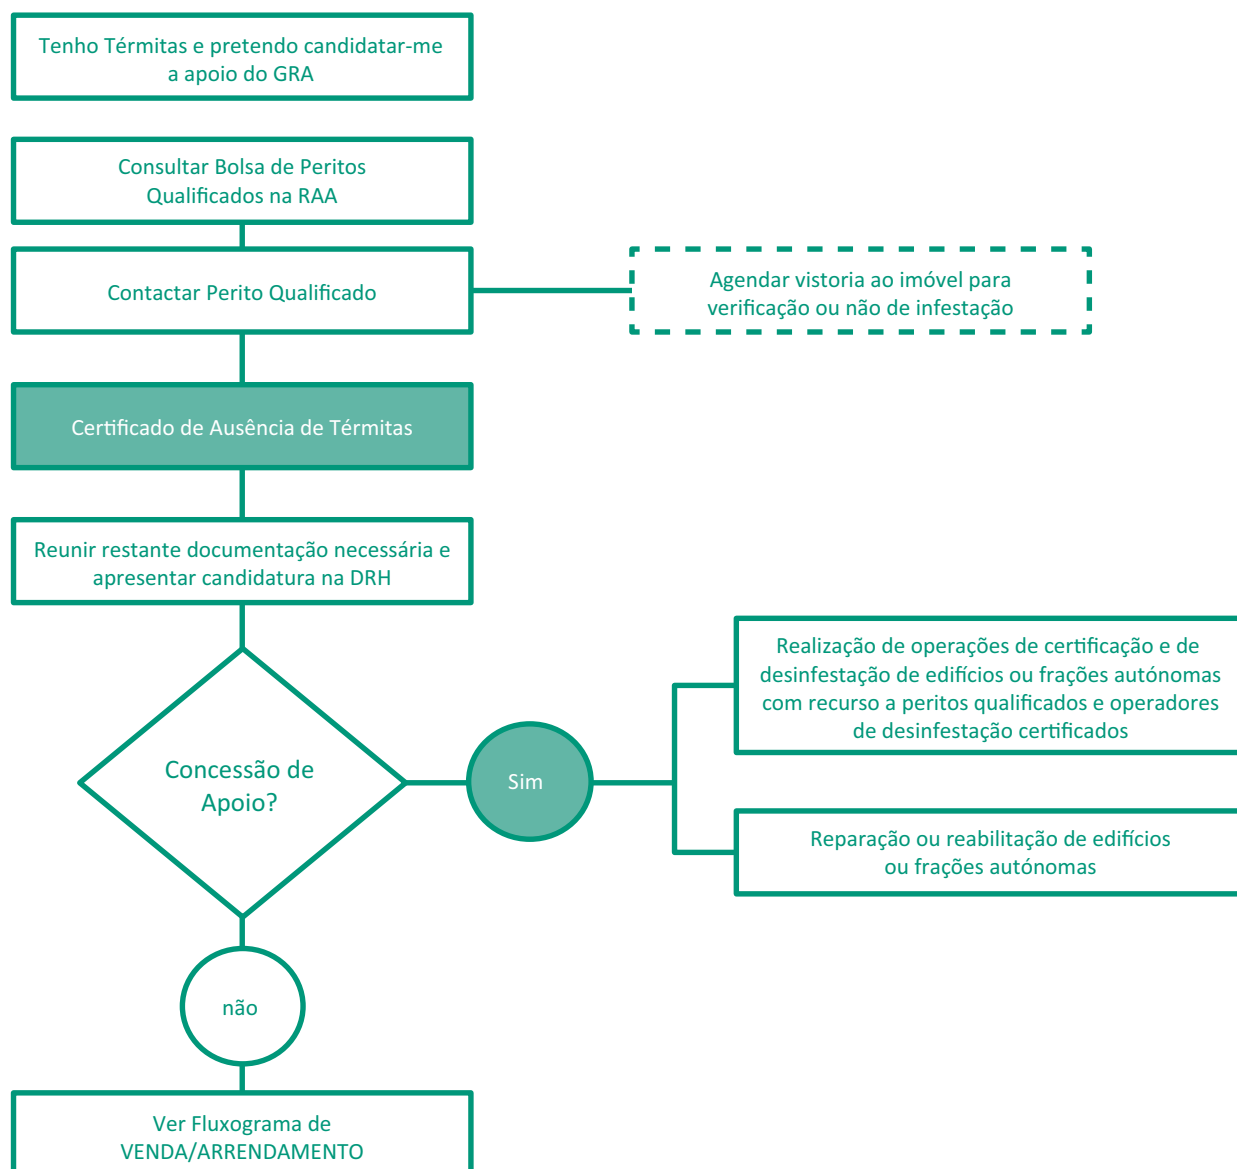 Tenho Térmitas e pretendo candidatar-me
a apoio do GRA
Consultar Bolsa de Peritos
Qualificados na RAA
Contactar Perito Qualificado
Agendar vistoria ao imóvel para
verificação ou não de infestação
Certificado de Ausência de Térmitas
Reunir restante documentação necessária e
apresentar candidatura na DRH
Concessão de
Apoio?
Sim
Realização de operações de certificação e de
desinfestação de edifícios ou frações autónomas
com recurso a peritos qualificados e operadores
de desinfestação certificados
Reparação ou reabilitação de edifícios
ou frações autónomas
não
Ver Fluxograma de
VENDA/ARRENDAMENTO